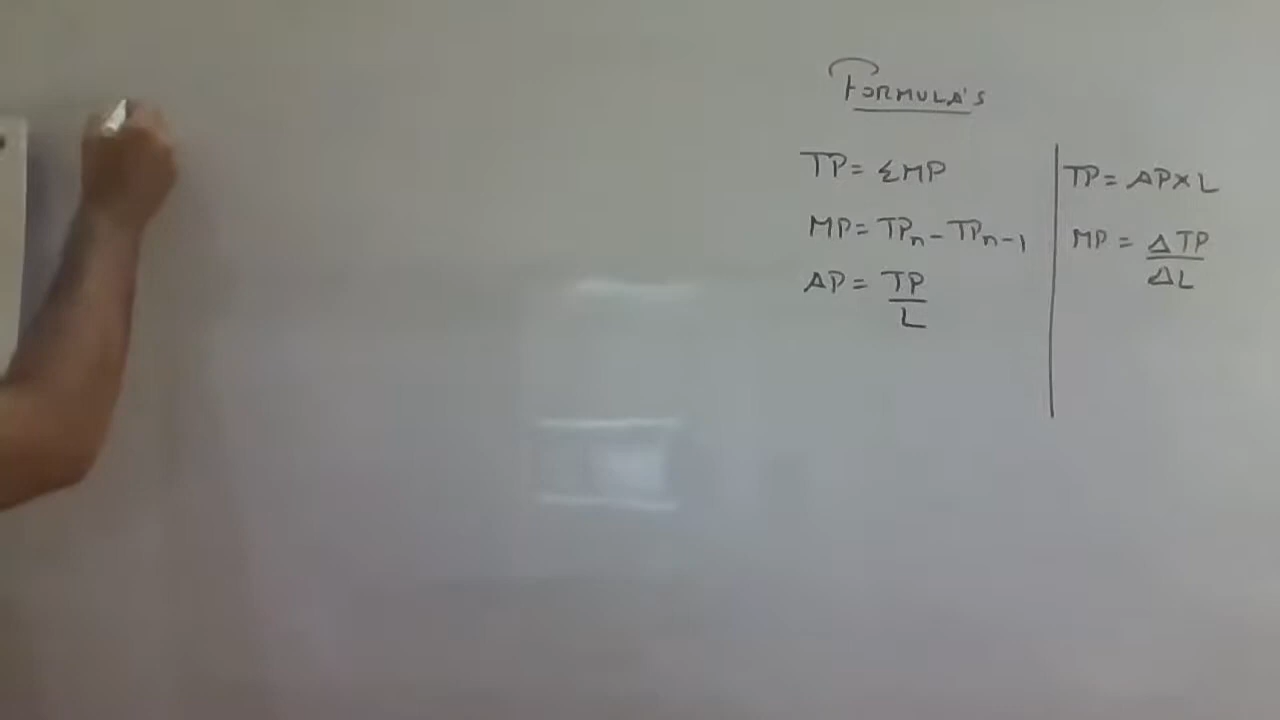 FORMULA'S
TP = ΣMP
MP = TPn - TPn-1
AP = TP/L
TP = AP×L
MP = ΔTP/ΔL